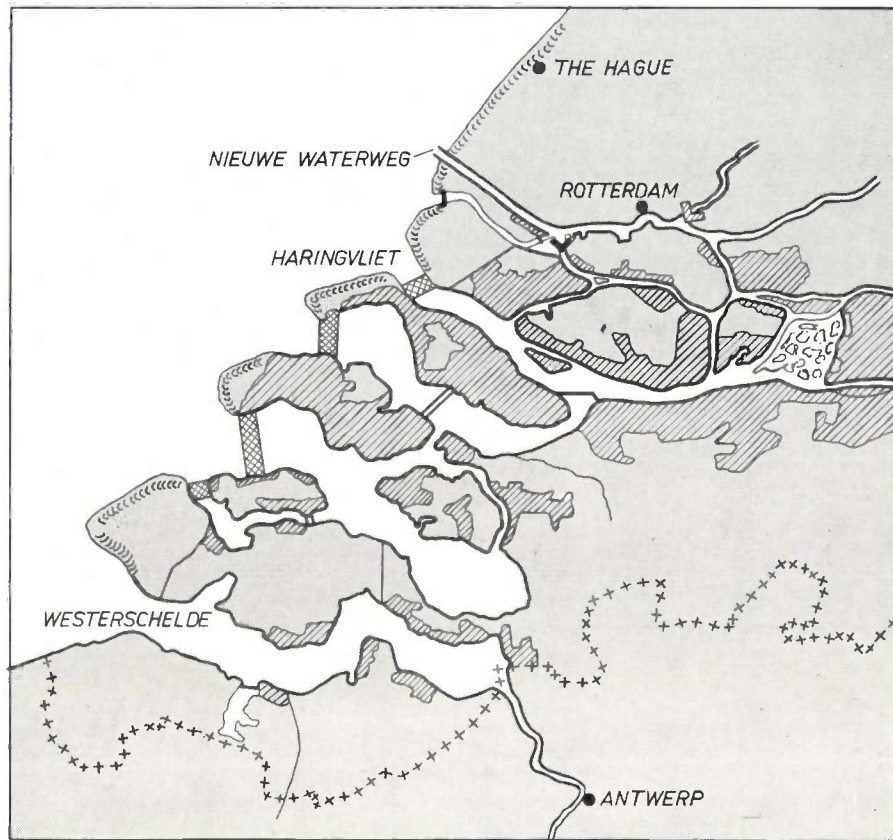 THE HAGUE
NIEUWE WATERWEG
ROTTERDAM
HARINGVLIET
WESTERSCHELDE
ANTWERP